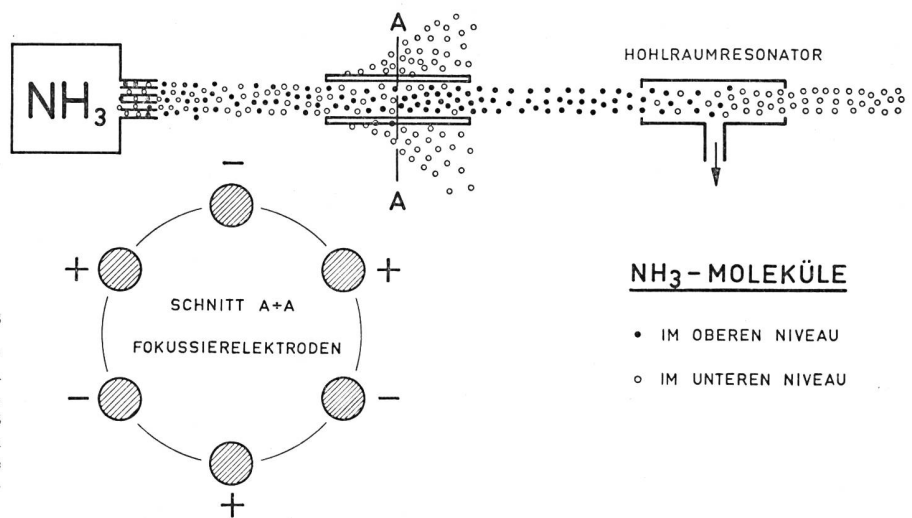 A
HOHLRAUMRESONATOR
NH3
A
−
+ +
SCHNITT A÷A
FOKUSSIERELEKTRODEN
− −
+
NH3-MOLEKÜLE
• IM OBEREN NIVEAU
○ IM UNTEREN NIVEAU